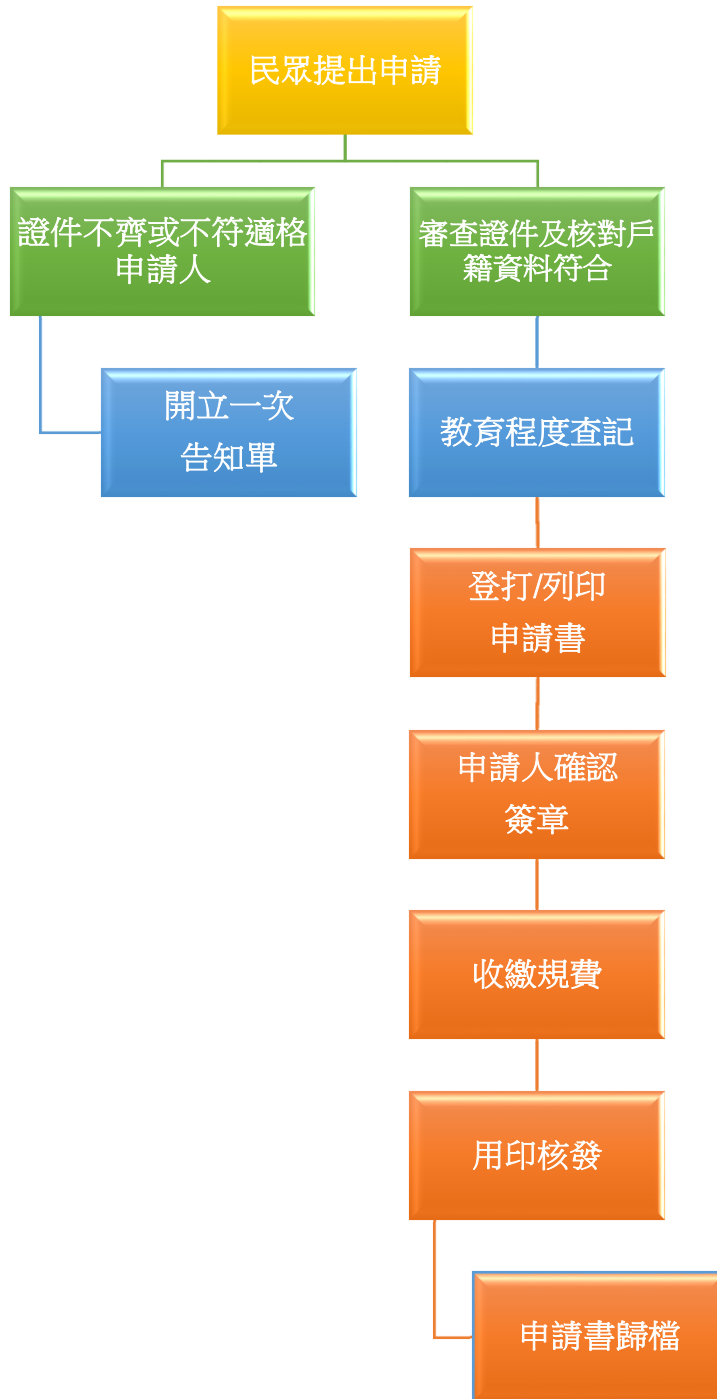 民眾提出申請
證件不齊或不符適格
申請人
審查證件及核對戶
籍資料符合
開立一次
告知單
教育程度查記
登打/列印
申請書
申請人確認
簽章
收繳規費
用印核發
申請書歸檔